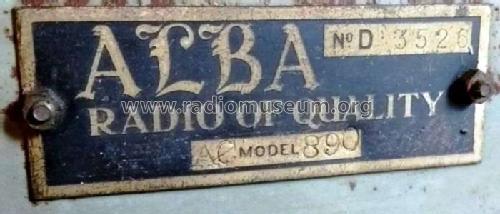 ALBA
No D 3526
RADIO OF QUALITY
www.radiomuseum.org
AC MODEL 890